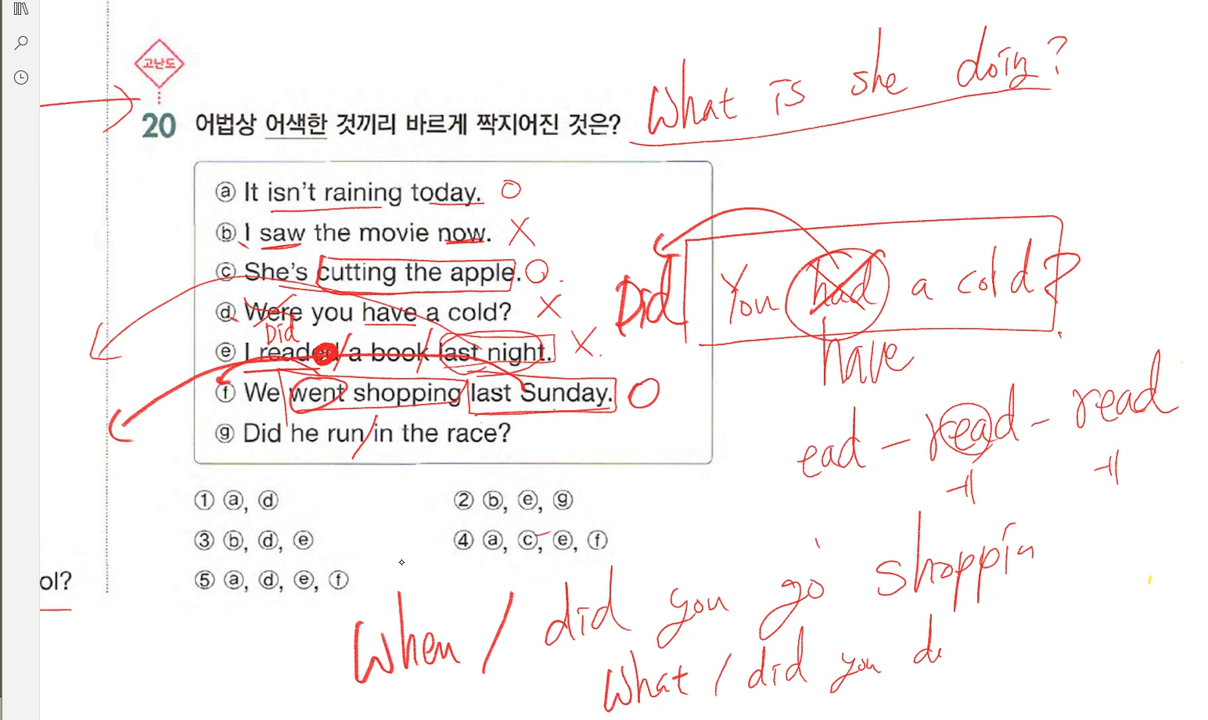 고난도
What is she doing?
20 어법상 어색한 것끼리 바르게 짝지어진 것은?
ⓐ It isn't raining today. O
ⓑ I saw the movie now. X
ⓒ She's cutting the apple. O
ⓓ Were you have a cold? X
Did
Did You had a cold?
have
ⓔ I read a book last night. X
ⓕ We went shopping last Sunday. O
ⓖ Did he run in the race?
ead - read - read
ㅔ ㅔ
① ⓐ, ⓓ ② ⓑ, ⓔ, ⓖ
③ ⓑ, ⓓ, ⓔ ④ ⓐ, ⓒ, ⓔ, ⓕ
⑤ ⓐ, ⓓ, ⓔ, ⓕ
ol?
When / did you go shoppin
What / did you do